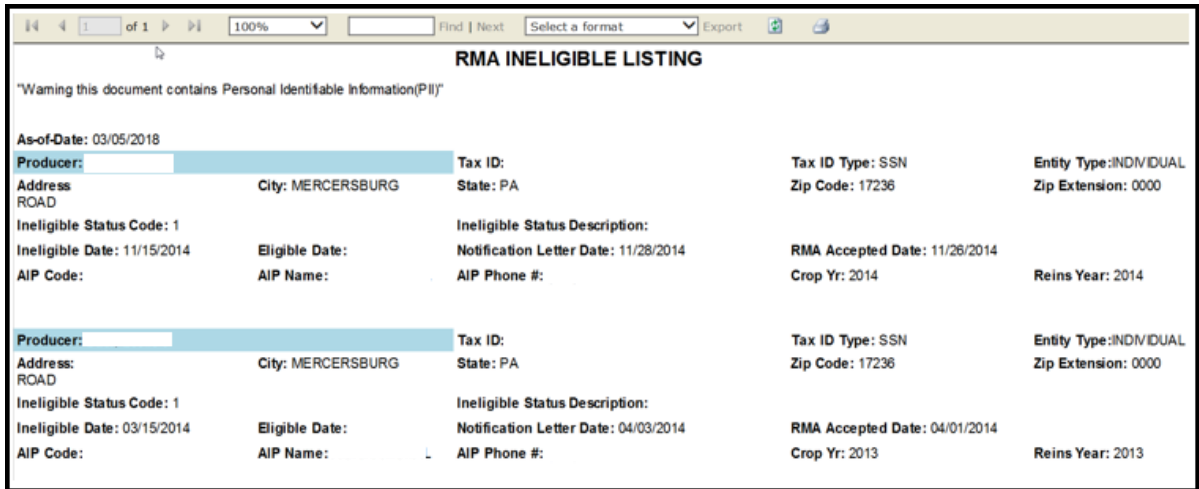 1 of 1 100% Find | Next Select a format Export
RMA INELIGIBLE LISTING
"Warning this document contains Personal Identifiable Information(PII)"
As-of-Date: 03/05/2018
Producer: Tax ID: Tax ID Type: SSN Entity Type:INDIVIDUAL
Address City: MERCERSBURG State: PA Zip Code: 17236 Zip Extension: 0000
ROAD
Ineligible Status Code: 1 Ineligible Status Description:
Ineligible Date: 11/15/2014 Eligible Date: Notification Letter Date: 11/28/2014 RMA Accepted Date: 11/26/2014
AIP Code: AIP Name: AIP Phone #: Crop Yr: 2014 Reins Year: 2014
Producer: Tax ID: Tax ID Type: SSN Entity Type:INDIVIDUAL
Address: City: MERCERSBURG State: PA Zip Code: 17236 Zip Extension: 0000
ROAD
Ineligible Status Code: 1 Ineligible Status Description:
Ineligible Date: 03/15/2014 Eligible Date: Notification Letter Date: 04/03/2014 RMA Accepted Date: 04/01/2014
AIP Code: AIP Name: L AIP Phone #: Crop Yr: 2013 Reins Year: 2013